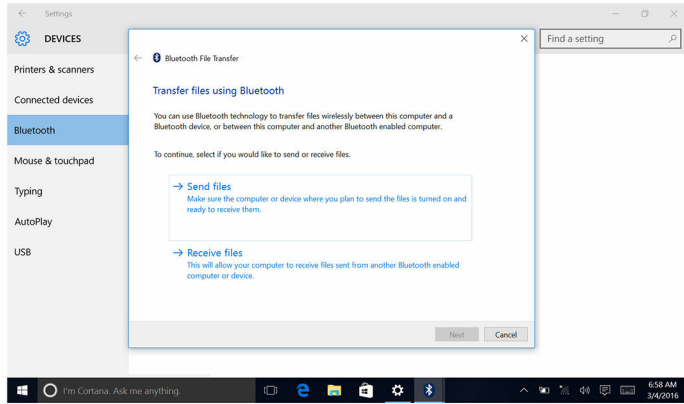 Settings
DEVICES
Find a setting
Printers & scanners
Connected devices
Bluetooth
Mouse & touchpad
Typing
AutoPlay
USB
Bluetooth File Transfer
Transfer files using Bluetooth
You can use Bluetooth technology to transfer files wirelessly between this computer and a
Bluetooth device, or between this computer and another Bluetooth enabled computer.
To continue, select if you would like to send or receive files.
Send files
Make sure the computer or device where you plan to send the files is turned on and
ready to receive them.
Receive files
This will allow your computer to receive files sent from another Bluetooth enabled
computer or device.
Next
Cancel
I'm Cortana. Ask me anything.
6:58 AM
3/4/2016